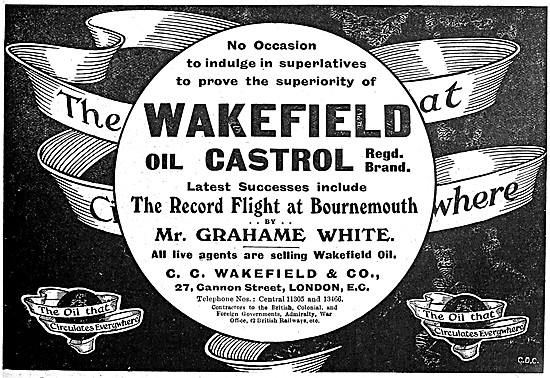 No Occasion
to indulge in superlatives
to prove the superiority of
WAKEFIELD
OIL CASTROL Regd. Brand.
Latest Successes include
The Record Flight at Bournemouth
.. BY ..
Mr. GRAHAME WHITE.
All live agents are selling Wakefield Oil.
C. C. WAKEFIELD & CO.,
27, Cannon Street, LONDON, E.C.
Telephone Nos.: Central 11305 and 13466.
Contractors to the British, Colonial, and
Foreign Governments, Admiralty, War
Office, 42 British Railways, etc.
The
at
Ci
where
The Oil that
Circulates Everywhere
The Oil that
Circulates Everywhere